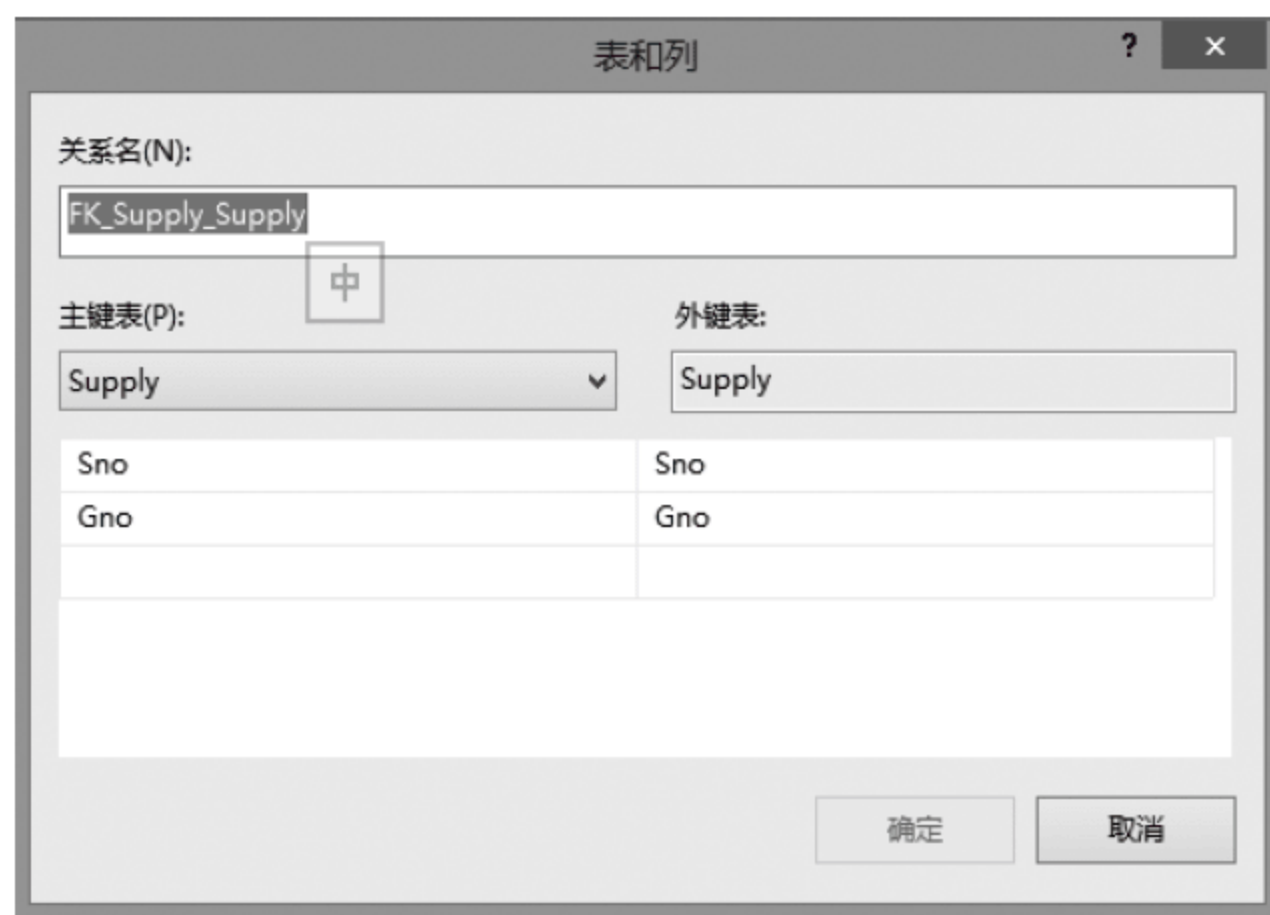 表和列
?
×
关系名(N):
FK_Supply_Supply
中
主键表(P):
外键表:
Supply
Supply
Sno
Sno
Gno
Gno
确定
取消